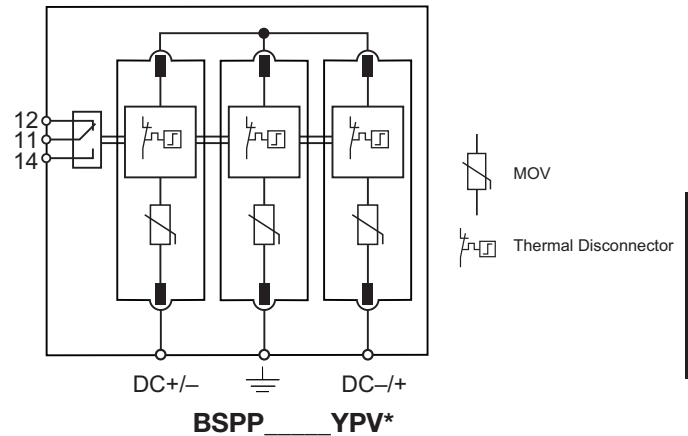 12
11
14
MOV
Thermal Disconnector
DC+/–
DC–/+
BSPP_____YPV*